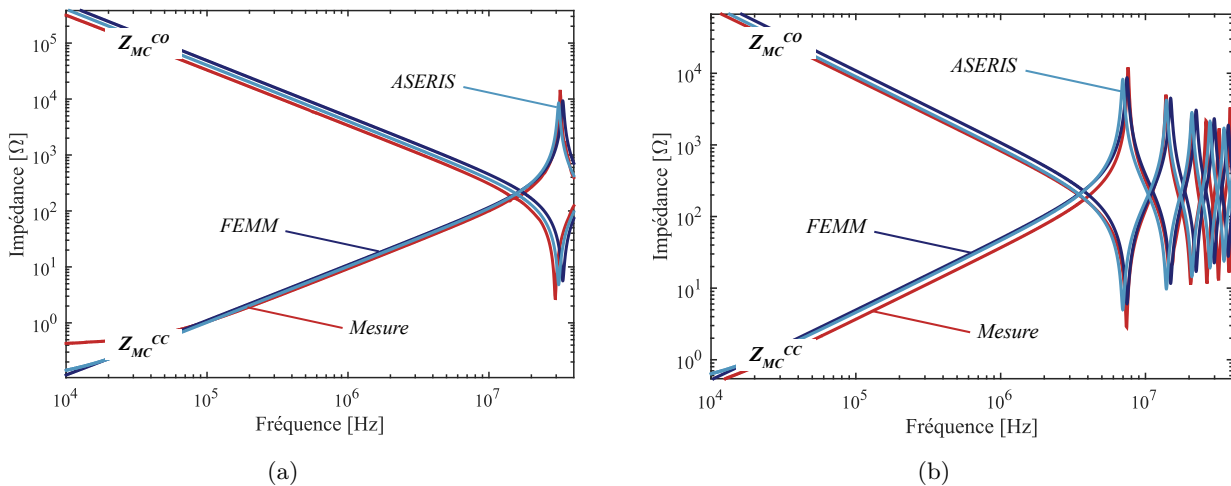 Z_MC^CO
ASERIS
FEMM
Mesure
Z_MC^CC
Impédance [Ω]
10^5
10^4
10^3
10^2
10^1
10^0
10^4
10^5
10^6
10^7
Fréquence [Hz]
(a)
Z_MC^CO
ASERIS
FEMM
Mesure
Z_MC^CC
Impédance [Ω]
10^4
10^3
10^2
10^1
10^0
10^4
10^5
10^6
10^7
Fréquence [Hz]
(b)